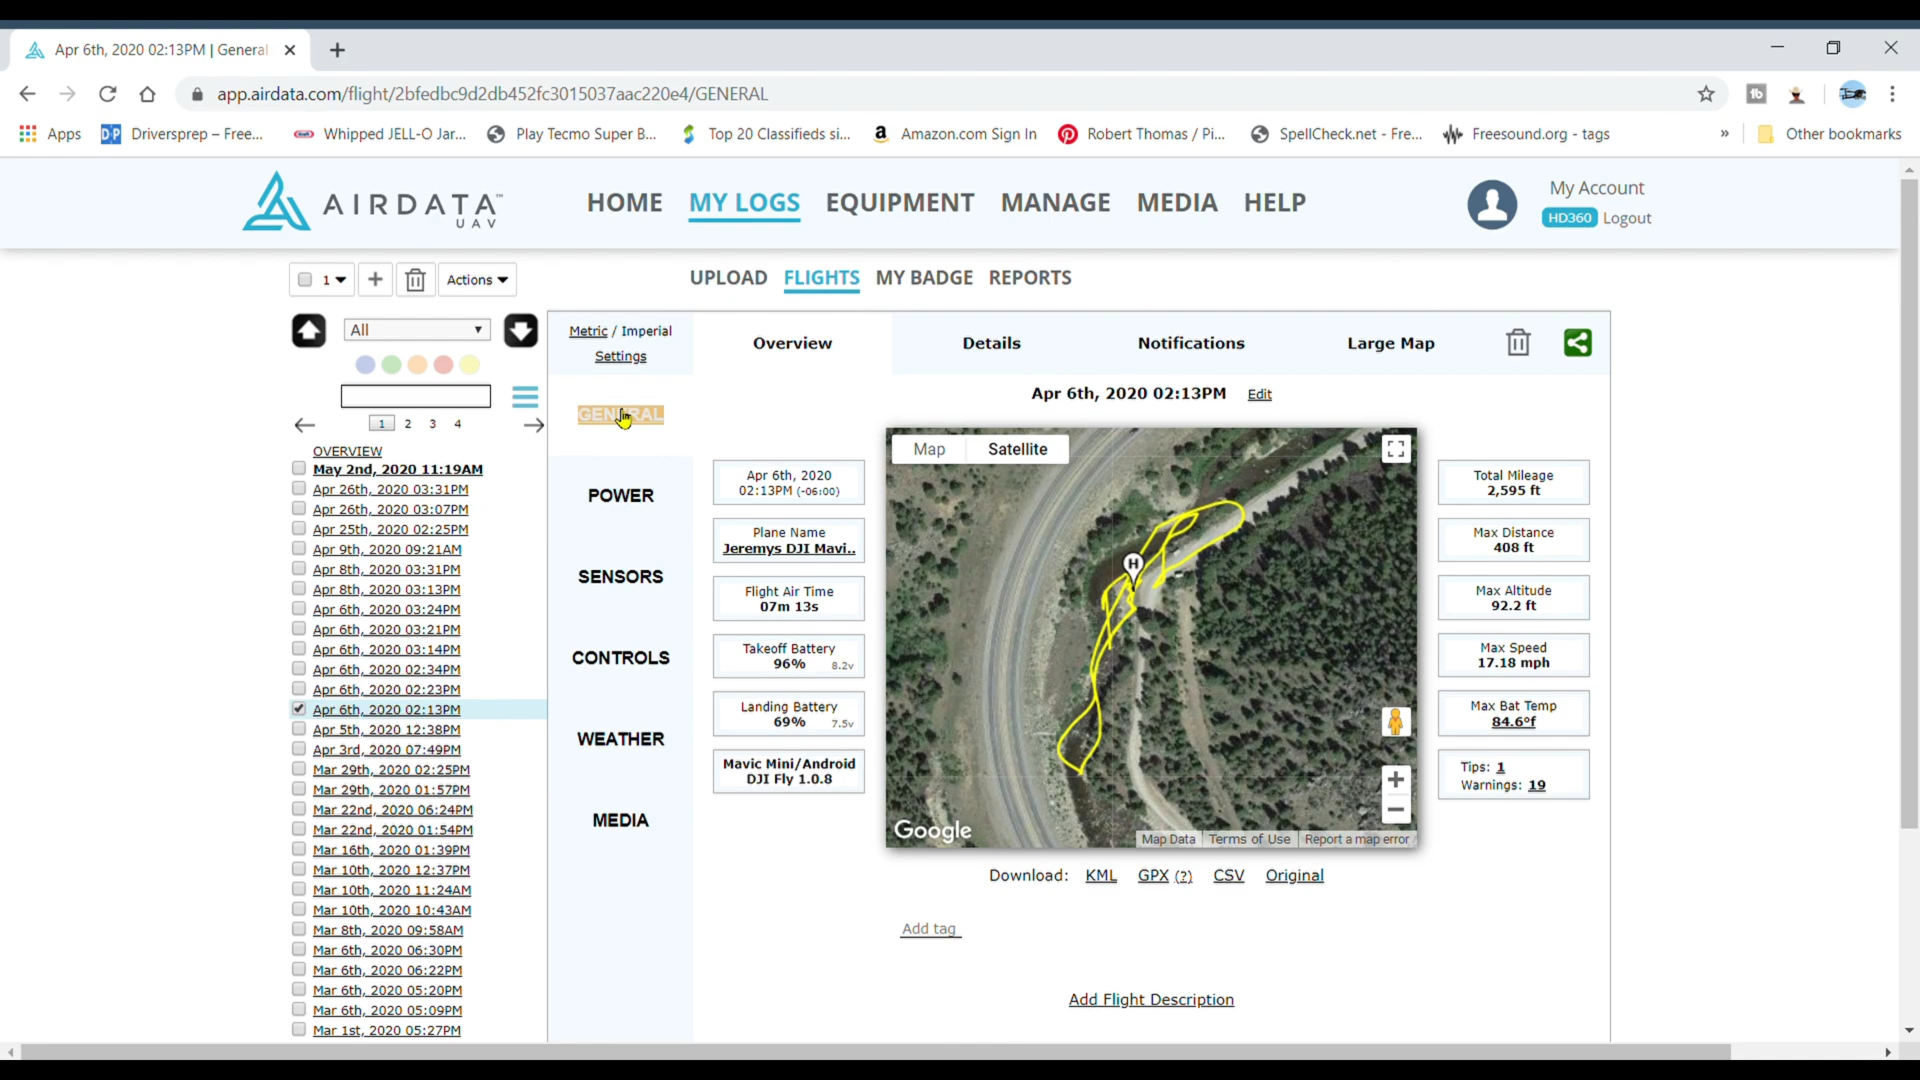 Apr 6th, 2020 02:13PM | General
app.airdata.com/flight/2bfedbc9d2db452fc3015037aac220e4/GENERAL
Apps
DP
Driversprep – Free...
Whipped JELL-O Jar...
Play Tecmo Super B...
Top 20 Classifieds si...
Amazon.com Sign In
Robert Thomas / Pi...
SpellCheck.net - Fre...
Freesound.org - tags
»
Other bookmarks
AIRDATA™
UAV
HOME
MY LOGS
EQUIPMENT
MANAGE
MEDIA
HELP
My Account
HD360 Logout
1
Actions
UPLOAD
FLIGHTS
MY BADGE
REPORTS
All
1 2 3 4
OVERVIEW
May 2nd, 2020 11:19AM
Apr 26th, 2020 03:31PM
Apr 26th, 2020 03:07PM
Apr 25th, 2020 02:25PM
Apr 9th, 2020 09:21AM
Apr 8th, 2020 03:31PM
Apr 8th, 2020 03:13PM
Apr 6th, 2020 03:24PM
Apr 6th, 2020 03:21PM
Apr 6th, 2020 03:14PM
Apr 6th, 2020 02:34PM
Apr 6th, 2020 02:23PM
Apr 6th, 2020 02:13PM
Apr 5th, 2020 12:38PM
Apr 3rd, 2020 07:49PM
Mar 29th, 2020 02:25PM
Mar 29th, 2020 01:57PM
Mar 22nd, 2020 06:24PM
Mar 22nd, 2020 01:54PM
Mar 16th, 2020 01:39PM
Mar 10th, 2020 12:37PM
Mar 10th, 2020 11:24AM
Mar 10th, 2020 10:43AM
Mar 8th, 2020 09:58AM
Mar 6th, 2020 06:30PM
Mar 6th, 2020 06:22PM
Mar 6th, 2020 05:20PM
Mar 6th, 2020 05:09PM
Mar 1st, 2020 05:27PM
Metric / Imperial
Settings
GENERAL
POWER
SENSORS
CONTROLS
WEATHER
MEDIA
Overview
Details
Notifications
Large Map
Apr 6th, 2020 02:13PM Edit
Apr 6th, 2020
02:13PM (-06:00)
Plane Name
Jeremys DJI Mavi..
Flight Air Time
07m 13s
Takeoff Battery
96% 8.2v
Landing Battery
69% 7.5v
Mavic Mini/Android
DJI Fly 1.0.8
Map
Satellite
H
Google
Map Data
Terms of Use
Report a map error
Total Mileage
2,595 ft
Max Distance
408 ft
Max Altitude
92.2 ft
Max Speed
17.18 mph
Max Bat Temp
84.6°f
Tips: 1
Warnings: 19
Download: KML GPX (?) CSV Original
Add tag
Add Flight Description